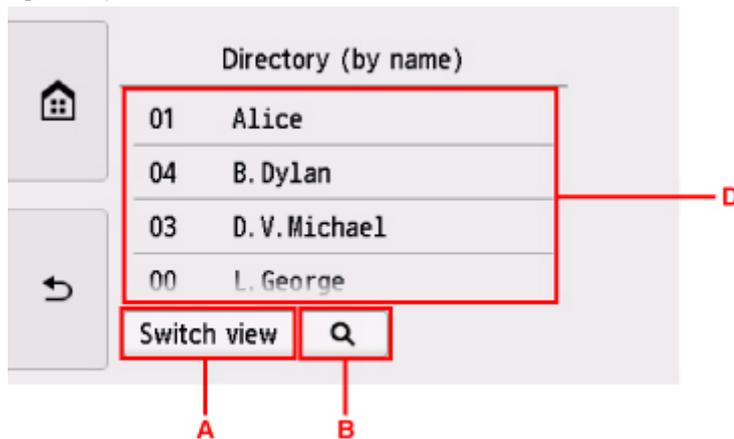 Directory (by name)
01 Alice
04 B.Dylan
03 D.V.Michael
00 L.George
D
Switch view
A B